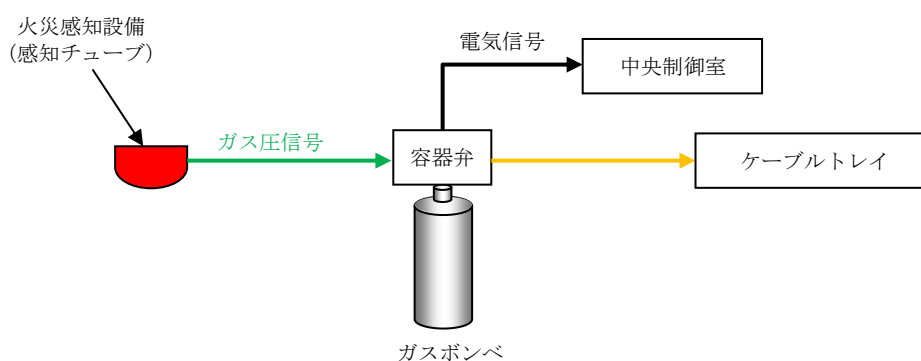 火災感知設備
(感知チューブ)
電気信号
中央制御室
ガス圧信号
容器弁
ケーブルトレイ
ガスボンベ